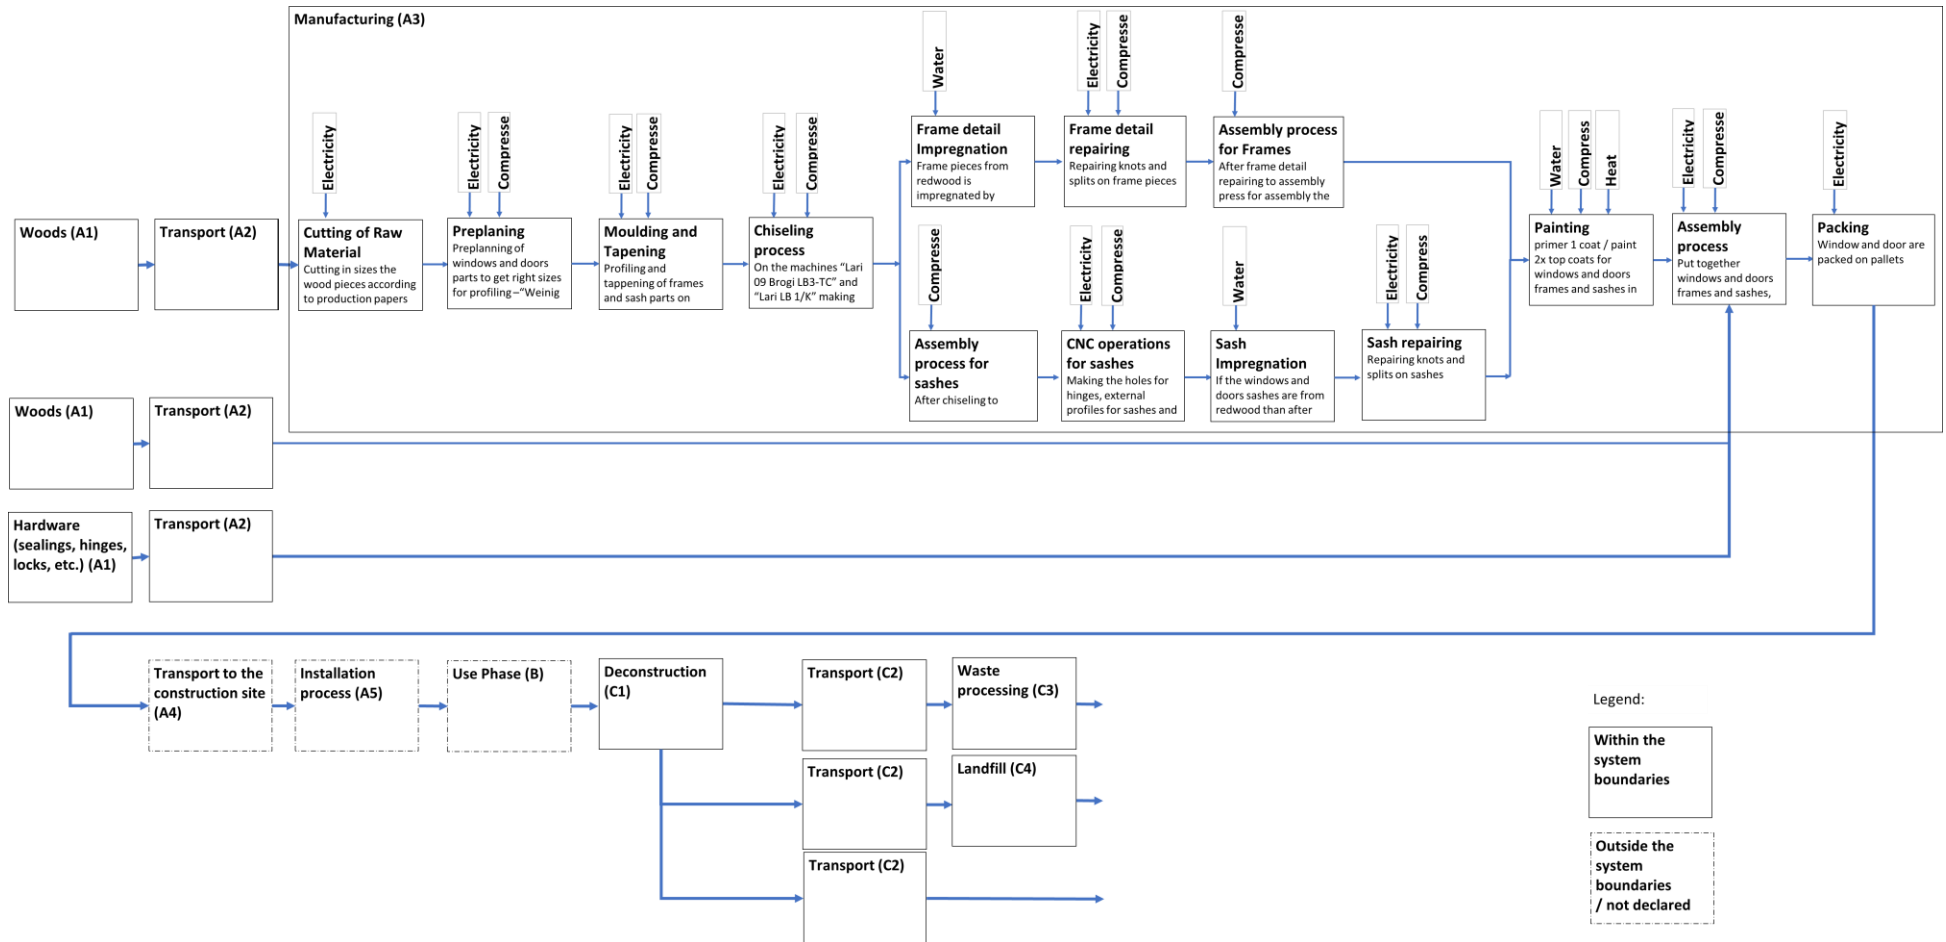 Manufacturing (A3)
Woods (A1)
Transport (A2)
Electricity
Cutting of Raw
Material
Cutting in sizes the
wood pieces according
to production papers
Electricity
Compresse
Preplaning
Preplanning of
windows and doors
parts to get right sizes
for profiling –“Weinig
Electricity
Compresse
Moulding and
Tapening
Profiling and
tappening of frames
and sash parts on
Electricity
Compresse
Chiseling
process
On the machines “Lari
09 Brogi LB3-TC” and
“Lari LB 1/K” making
Water
Frame detail
Impregnation
Frame pieces from
redwood is
impregnated by
Electricity
Compresse
Frame detail
repairing
Repairing knots and
splits on frame pieces
Compresse
Assembly process
for Frames
After frame detail
repairing to assembly
press for assembly the
Compresse
Assembly
process for
sashes
After chiseling to
Electricity
Compresse
CNC operations
for sashes
Making the holes for
hinges, external
profiles for sashes and
Water
Sash
Impregnation
If the windows and
doors sashes are from
redwood than after
Electricity
Compress
Sash repairing
Repairing knots and
splits on sashes
Water
Compress
Heat
Painting
primer 1 coat / paint
2x top coats for
windows and doors
frames and sashes in
Electricity
Compresse
Assembly
process
Put together
windows and doors
frames and sashes,
Electricity
Packing
Window and door are
packed on pallets
Woods (A1)
Transport (A2)
Hardware
(sealings, hinges,
locks, etc.) (A1)
Transport (A2)
Transport to the
construction site
(A4)
Installation
process (A5)
Use Phase (B)
Deconstruction
(C1)
Transport (C2)
Waste
processing (C3)
Transport (C2)
Landfill (C4)
Transport (C2)
Legend:
Within the
system
boundaries
Outside the
system
boundaries
/ not declared